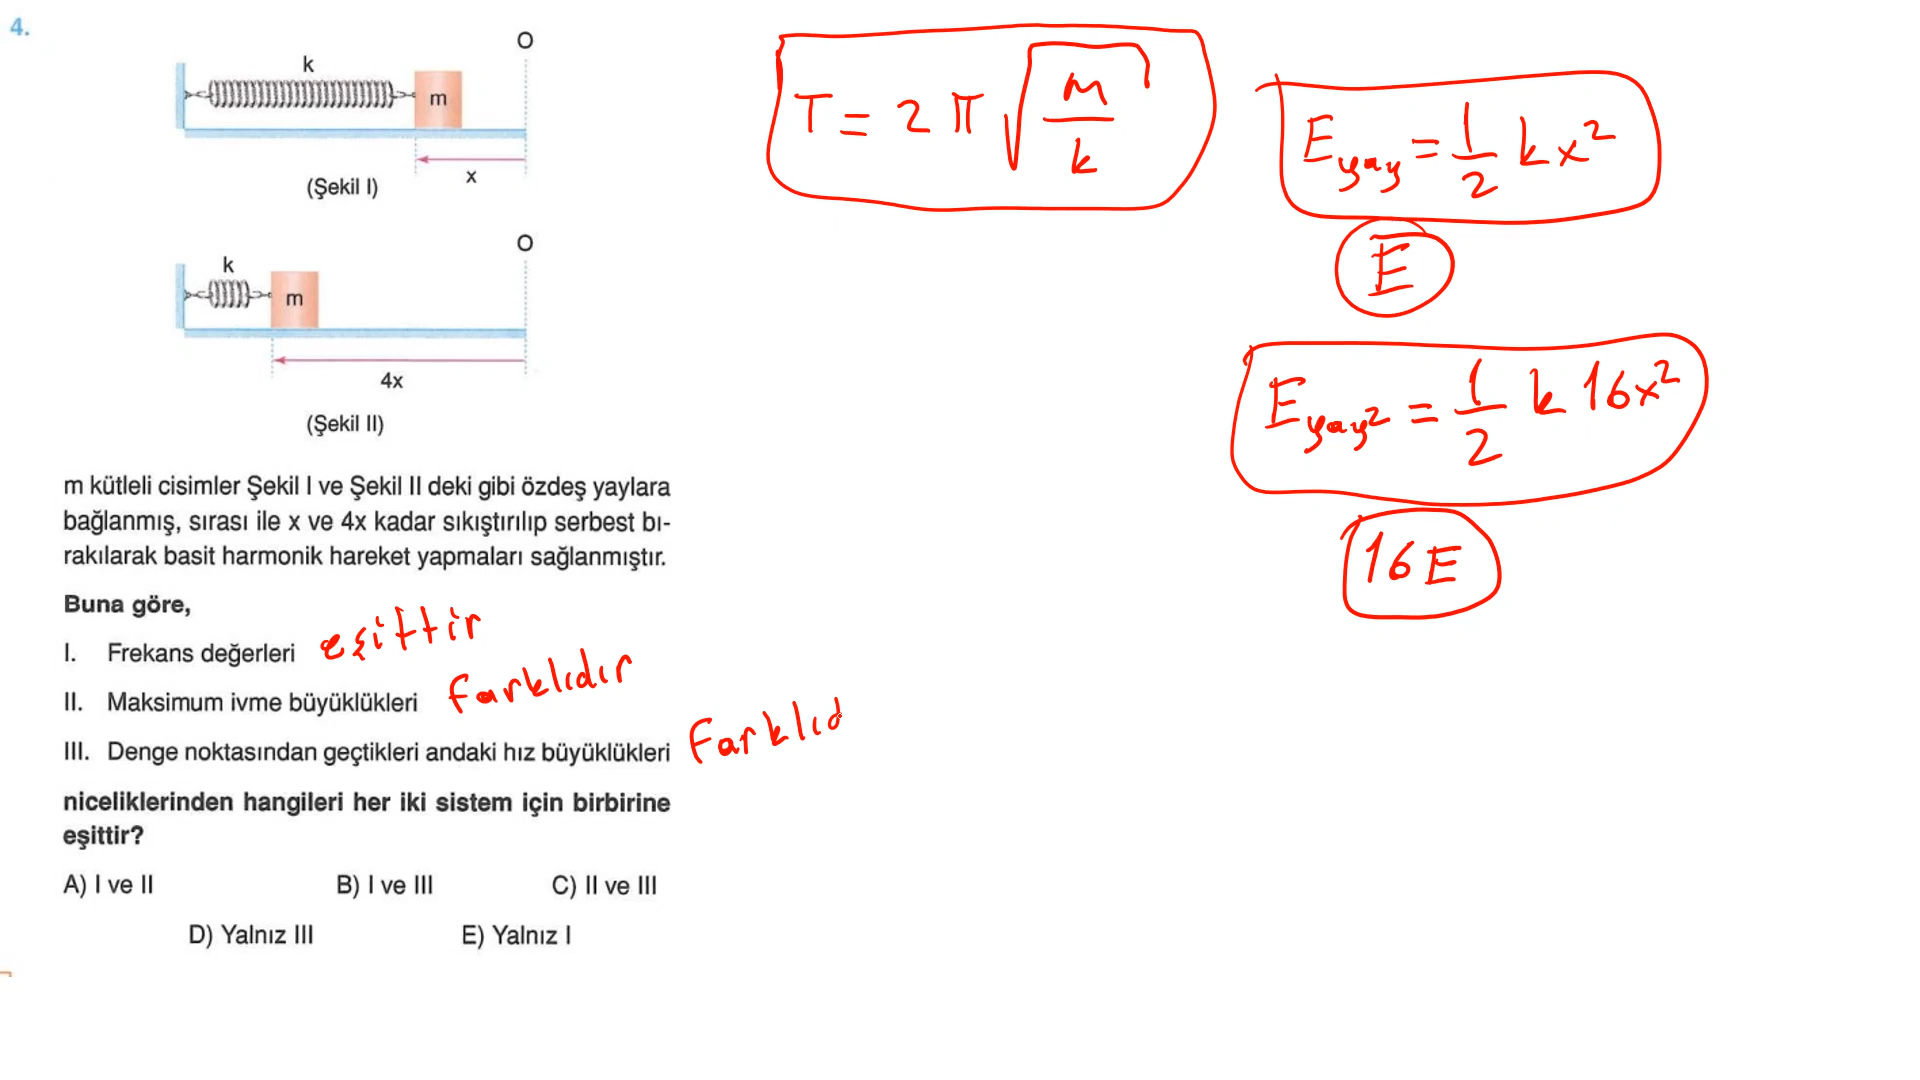 4.
O
k
m
x
(Şekil I)
O
k
m
4x
(Şekil II)
m kütleli cisimler Şekil I ve Şekil II deki gibi özdeş yaylara
bağlanmış, sırası ile x ve 4x kadar sıkıştırılıp serbest bı-
rakılarak basit harmonik hareket yapmaları sağlanmıştır.
Buna göre,
I. Frekans değerleri eşittir
II. Maksimum ivme büyüklükleri farklıdır
III. Denge noktasından geçtikleri andaki hız büyüklükleri Farklıd
niceliklerinden hangileri her iki sistem için birbirine
eşittir?
A) I ve II B) I ve III C) II ve III
D) Yalnız III E) Yalnız I
T = 2π√(m/k)
E yay = 1/2 k x²
E
E yay2 = 1/2 k 16x²
16E